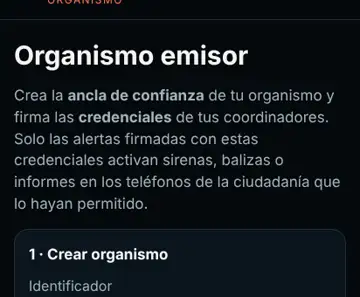 ORGANISMO
Organismo emisor
Crea la ancla de confianza de tu organismo y
firma las credenciales de tus coordinadores.
Solo las alertas firmadas con estas
credenciales activan sirenas, balizas o
informes en los teléfonos de la ciudadanía que
lo hayan permitido.
1 · Crear organismo
Identificador